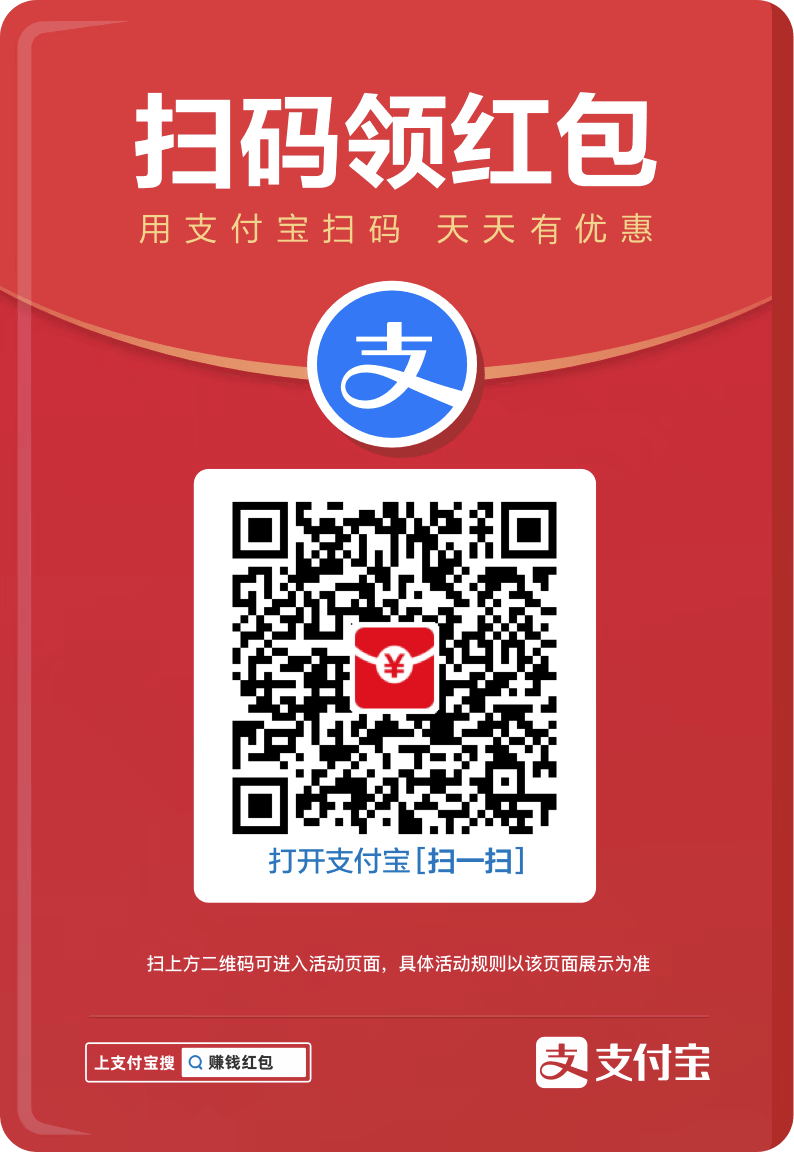 扫码领红包
用支付宝扫码 天天有优惠
支
¥
打开支付宝[扫一扫]
扫上方二维码可进入活动页面，具体活动规则以该页面展示为准
上支付宝搜 赚钱红包
支 支付宝